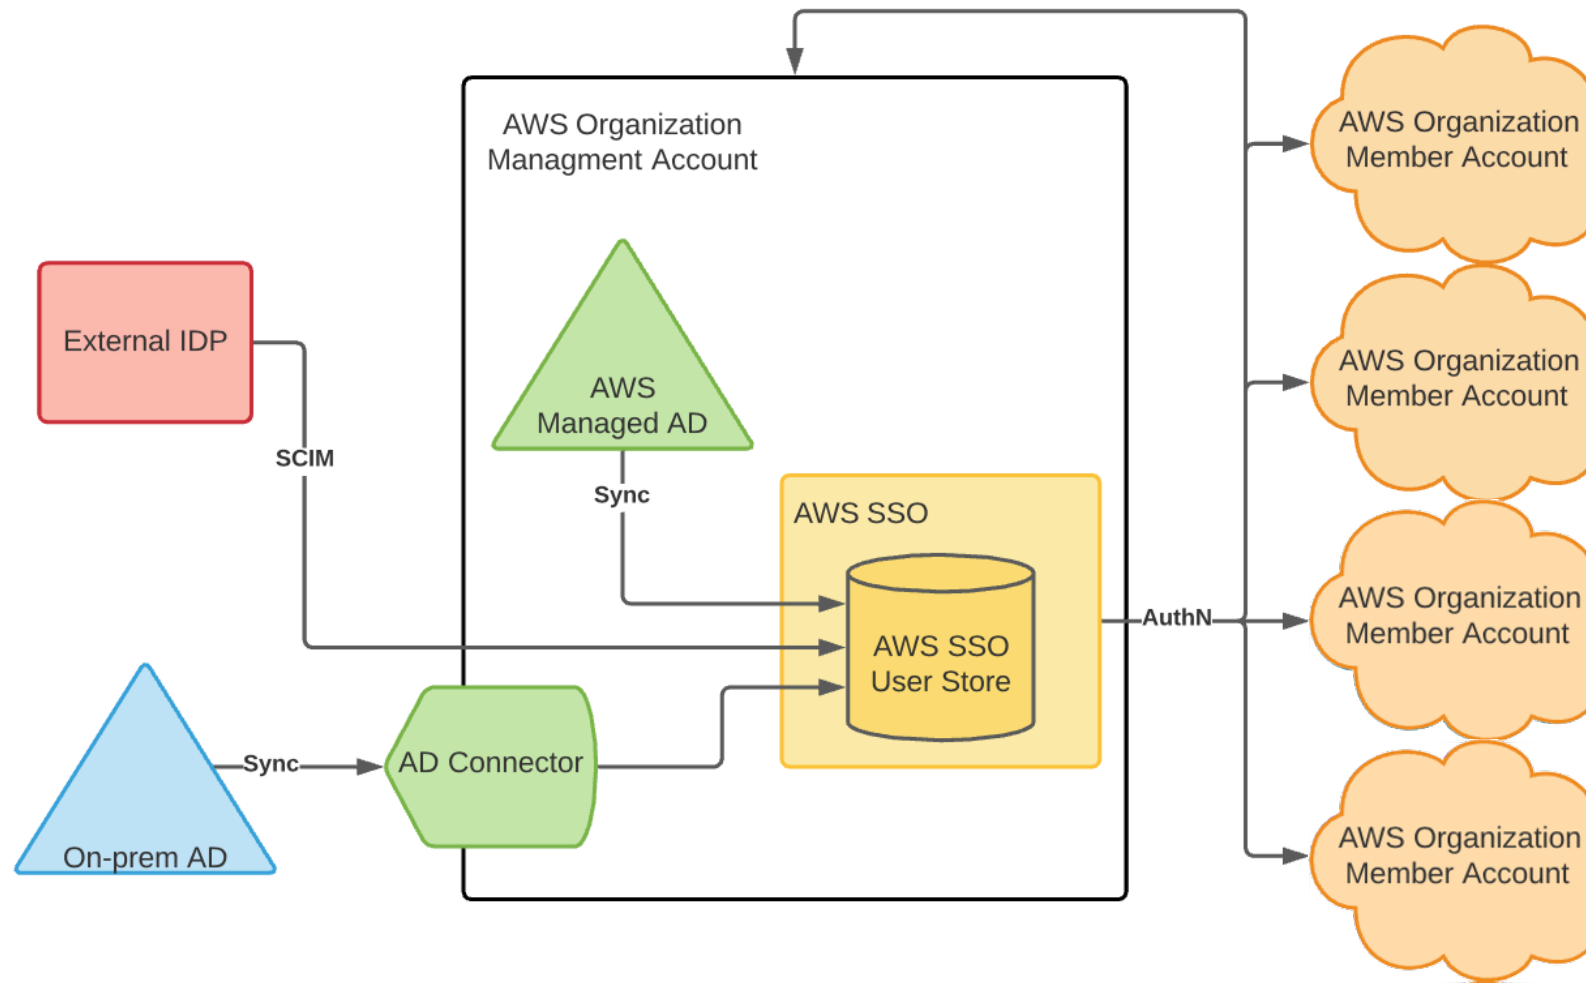 AWS Organization
Managment Account
External IDP
SCIM
AWS
Managed AD
Sync
AWS SSO
AWS SSO
User Store
On-prem AD
Sync
AD Connector
AuthN
AWS Organization
Member Account
AWS Organization
Member Account
AWS Organization
Member Account
AWS Organization
Member Account